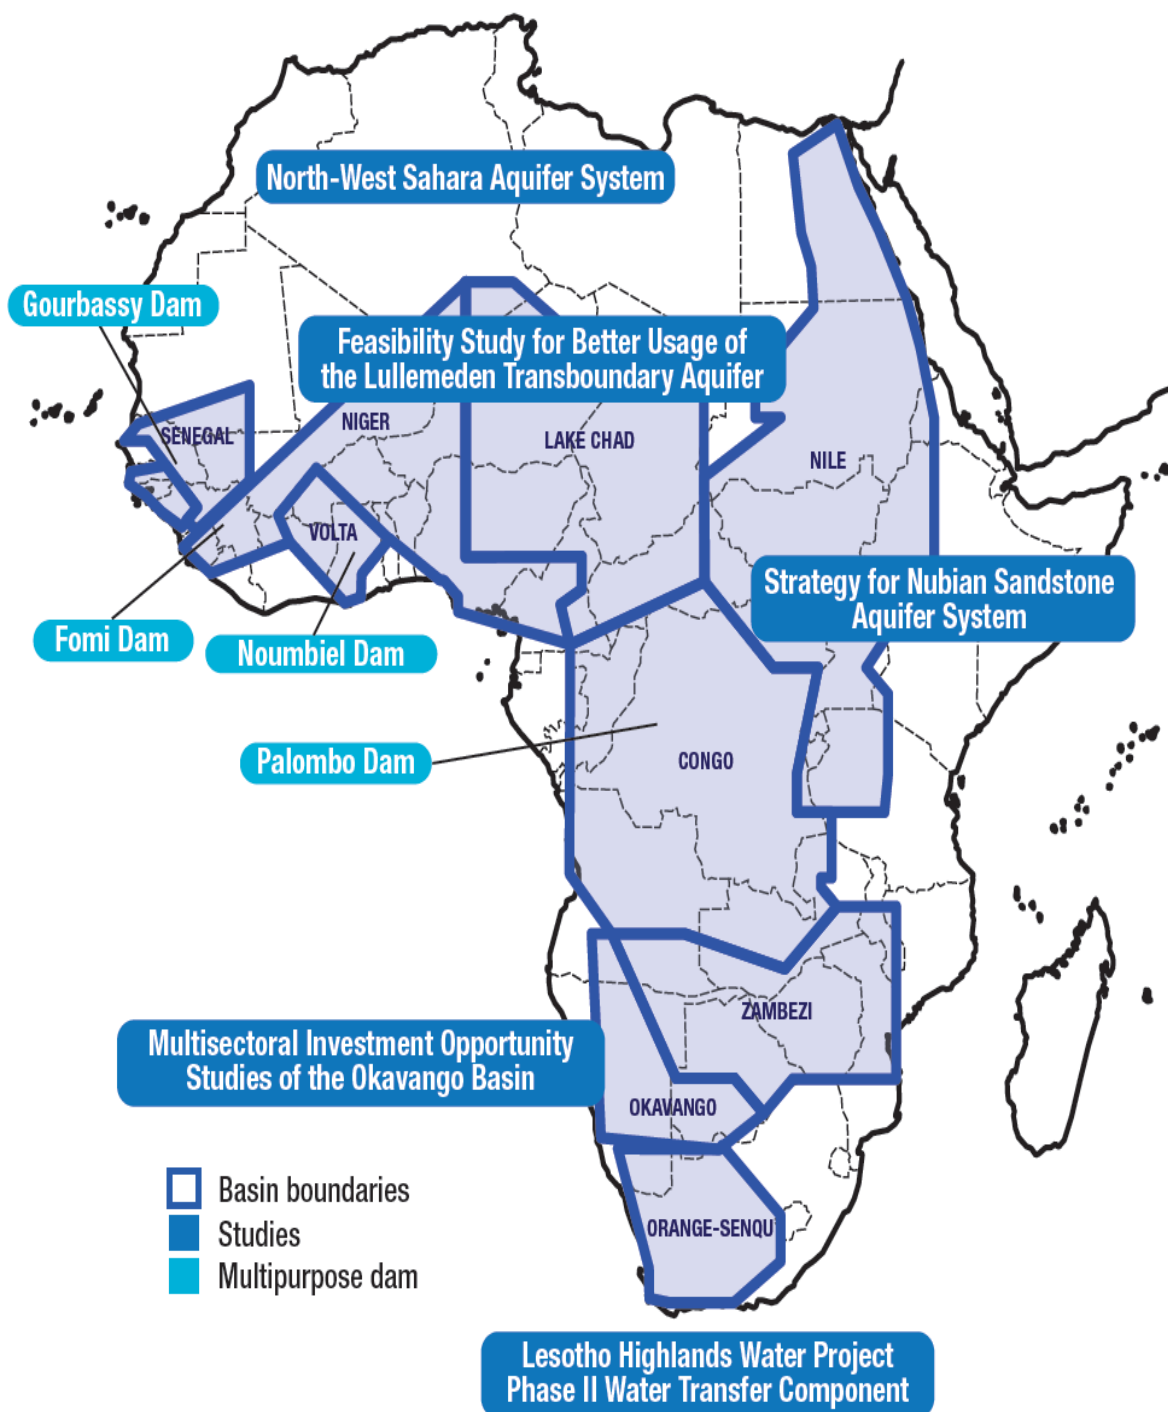 North-West Sahara Aquifer System
Gourbassy Dam
Feasibility Study for Better Usage of
the Lullemeden Transboundary Aquifer
SENEGAL
NIGER
LAKE CHAD
NILE
VOLTA
Strategy for Nubian Sandstone
Aquifer System
Fomi Dam
Noumbiel Dam
Palombo Dam
CONGO
ZAMBEZI
Multisectoral Investment Opportunity
Studies of the Okavango Basin
OKAVANGO
ORANGE-SENQU
Basin boundaries
Studies
Multipurpose dam
Lesotho Highlands Water Project
Phase II Water Transfer Component